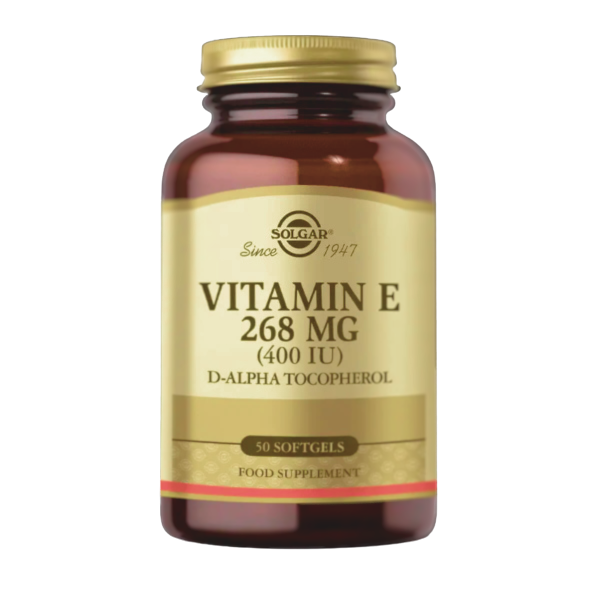 SOLGAR®
Since 1947
VITAMIN E
268 MG
(400 IU)
D-ALPHA TOCOPHEROL
50 SOFTGELS
FOOD SUPPLEMENT